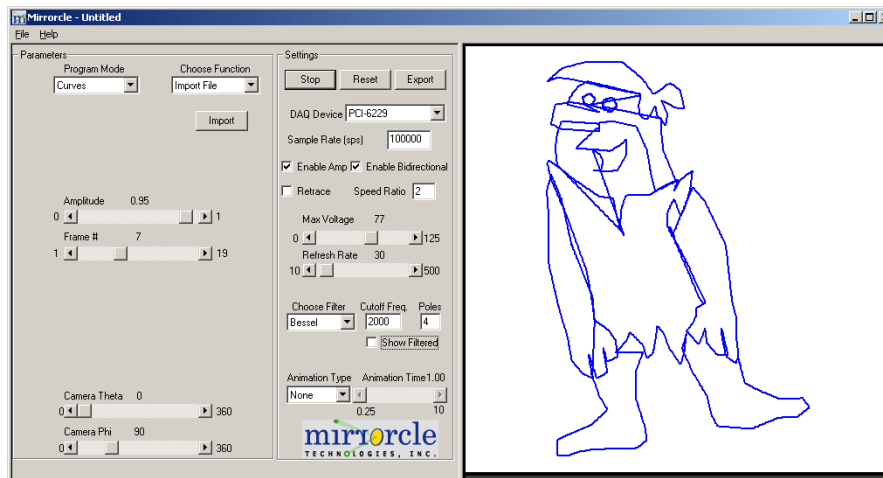 Mirrorcle - Untitled
File Help
Parameters
Program Mode Choose Function
Curves Import File
Import
Amplitude 0.95
0 1
Frame # 7
1 19
Camera Theta 0
0 360
Camera Phi 90
0 360
Settings
Stop Reset Export
DAQ Device PCI-6229
Sample Rate (sps) 100000
Enable Amp Enable Bidirectional
Retrace Speed Ratio 2
Max Voltage 77
0 125
Refresh Rate 30
10 500
Choose Filter Cutoff Freq. Poles
Bessel 2000 4
Show Filtered
Animation Type Animation Time 1.00
None
0.25 10
mirrorcle
TECHNOLOGIES, INC.